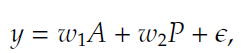 y = w₁A + w₂P + ϵ,